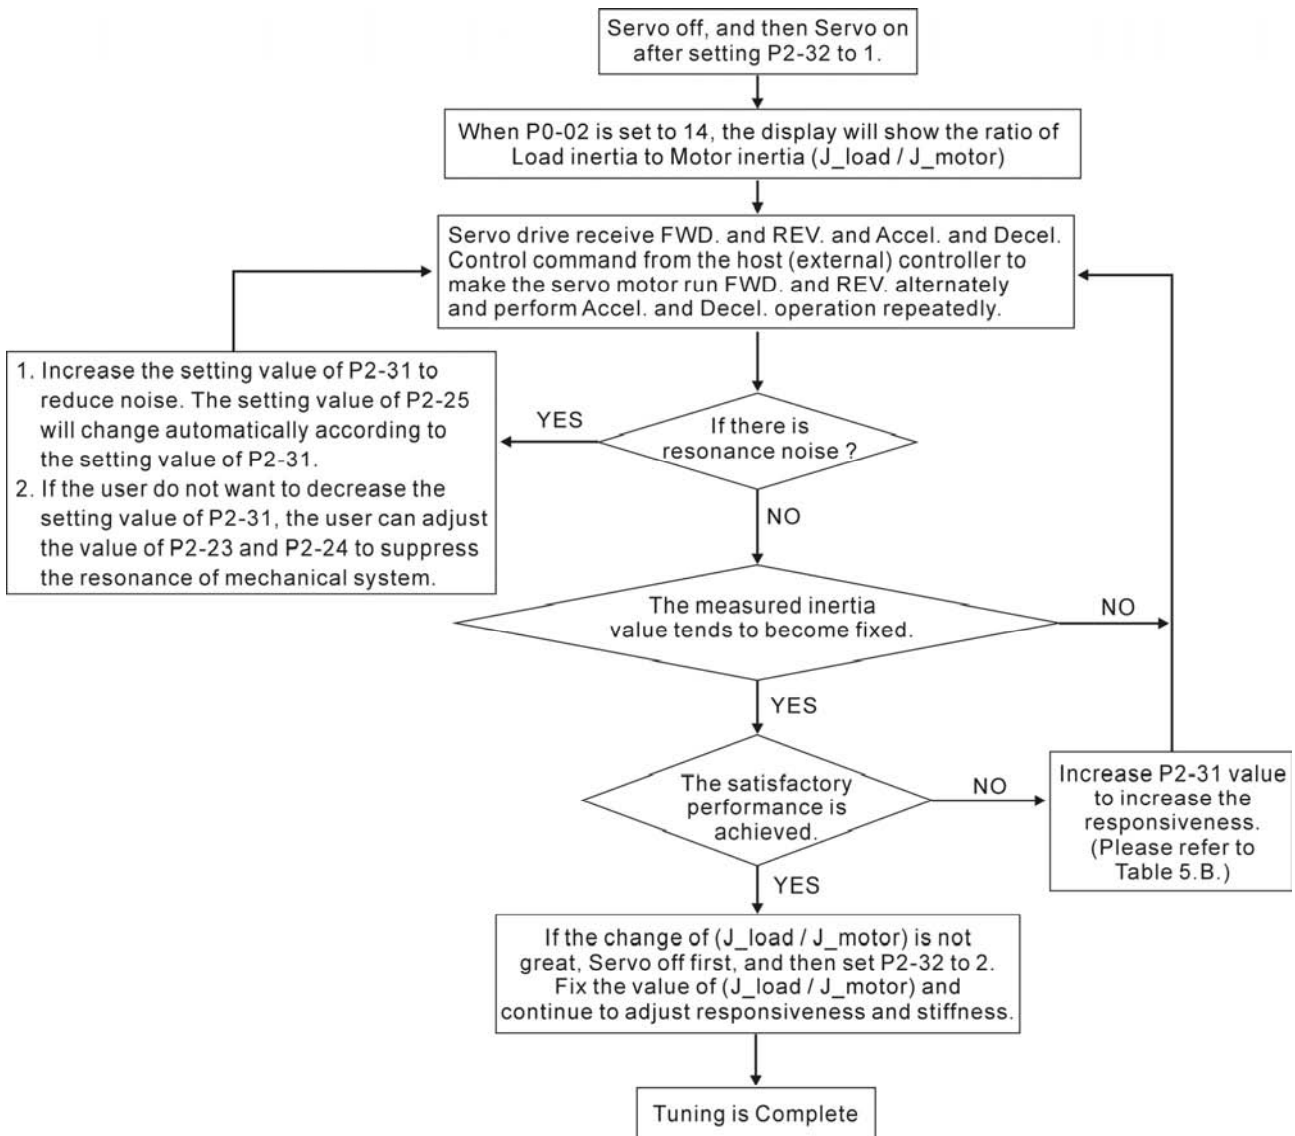 Servo off, and then Servo on
after setting P2-32 to 1.
When P0-02 is set to 14, the display will show the ratio of
Load inertia to Motor inertia (J_load / J_motor)
Servo drive receive FWD. and REV. and Accel. and Decel.
Control command from the host (external) controller to
make the servo motor run FWD. and REV. alternately
and perform Accel. and Decel. operation repeatedly.
1. Increase the setting value of P2-31 to
reduce noise. The setting value of P2-25
will change automatically according to
the setting value of P2-31.
2. If the user do not want to decrease the
setting value of P2-31, the user can adjust
the value of P2-23 and P2-24 to suppress
the resonance of mechanical system.
YES
If there is
resonance noise ?
NO
The measured inertia
value tends to become fixed.
NO
YES
The satisfactory
performance is
achieved.
NO
Increase P2-31 value
to increase the
responsiveness.
(Please refer to
Table 5.B.)
YES
If the change of (J_load / J_motor) is not
great, Servo off first, and then set P2-32 to 2.
Fix the value of (J_load / J_motor) and
continue to adjust responsiveness and stiffness.
Tuning is Complete